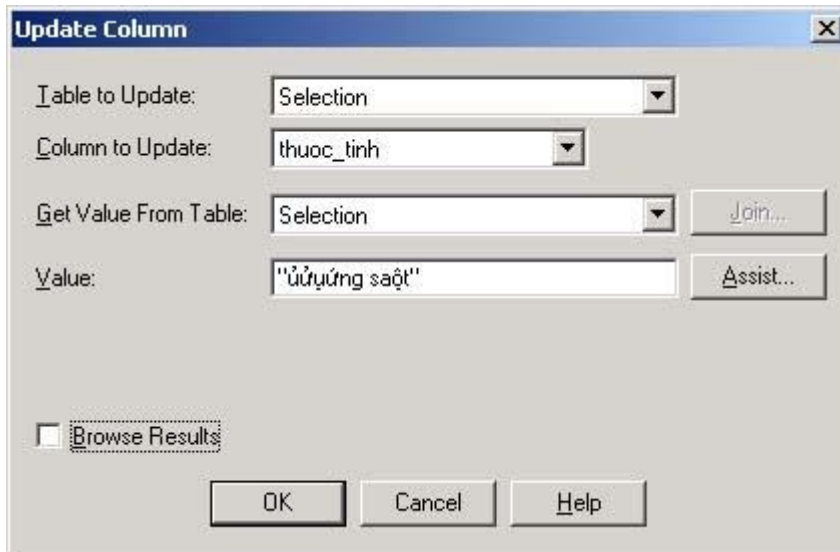 Update Column
Table to Update: Selection
Column to Update: thuoc_tinh
Get Value From Table: Selection Join...
Value: "ủửụứng saột" Assist...
Browse Results
OK Cancel Help